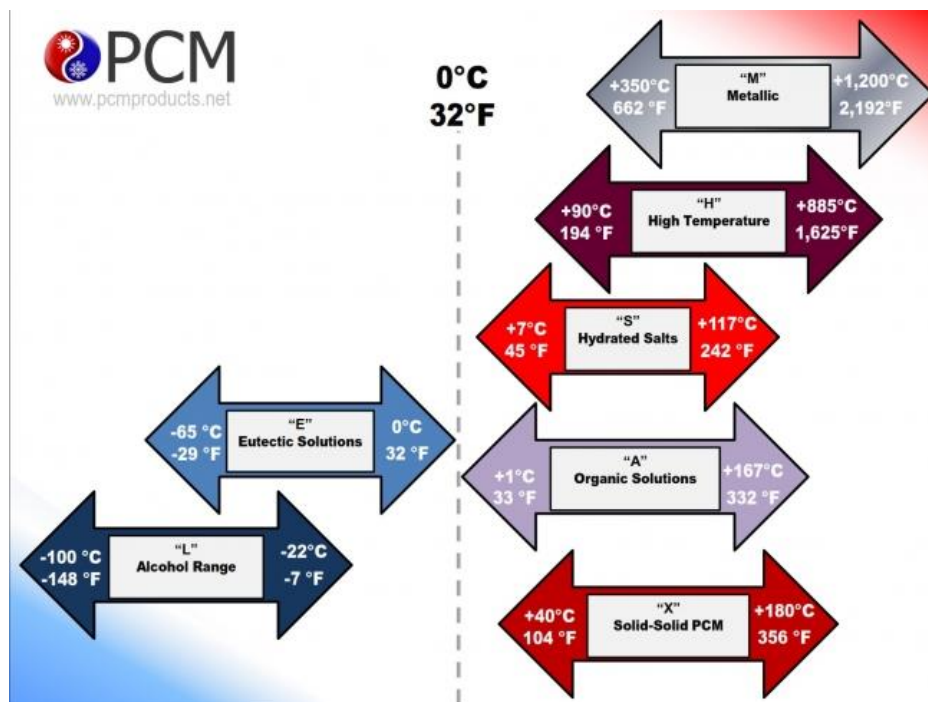 PCM
www.pcmproducts.net
0°C
32°F
+350°C
662 °F
“M”
Metallic
+1,200°C
2,192°F
+90°C
194 °F
“H”
High Temperature
+885°C
1,625°F
+7°C
45 °F
“S”
Hydrated Salts
+117°C
242 °F
-65 °C
-29 °F
“E”
Eutectic Solutions
0°C
32 °F
+1°C
33 °F
“A”
Organic Solutions
+167°C
332 °F
-100 °C
-148 °F
“L”
Alcohol Range
-22°C
-7 °F
+40°C
104 °F
“X”
Solid-Solid PCM
+180°C
356 °F